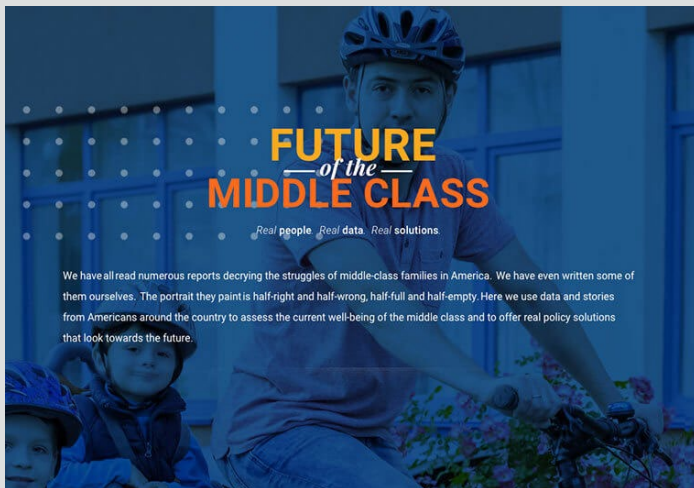 FUTURE
of the
MIDDLE CLASS
Real people. Real data. Real solutions.
We have all read numerous reports decrying the struggles of middle-class families in America. We have even written some of
them ourselves. The portrait they paint is half-right and half-wrong, half-full and half-empty. Here we use data and stories
from Americans around the country to assess the current well-being of the middle class and to offer real policy solutions
that look towards the future.